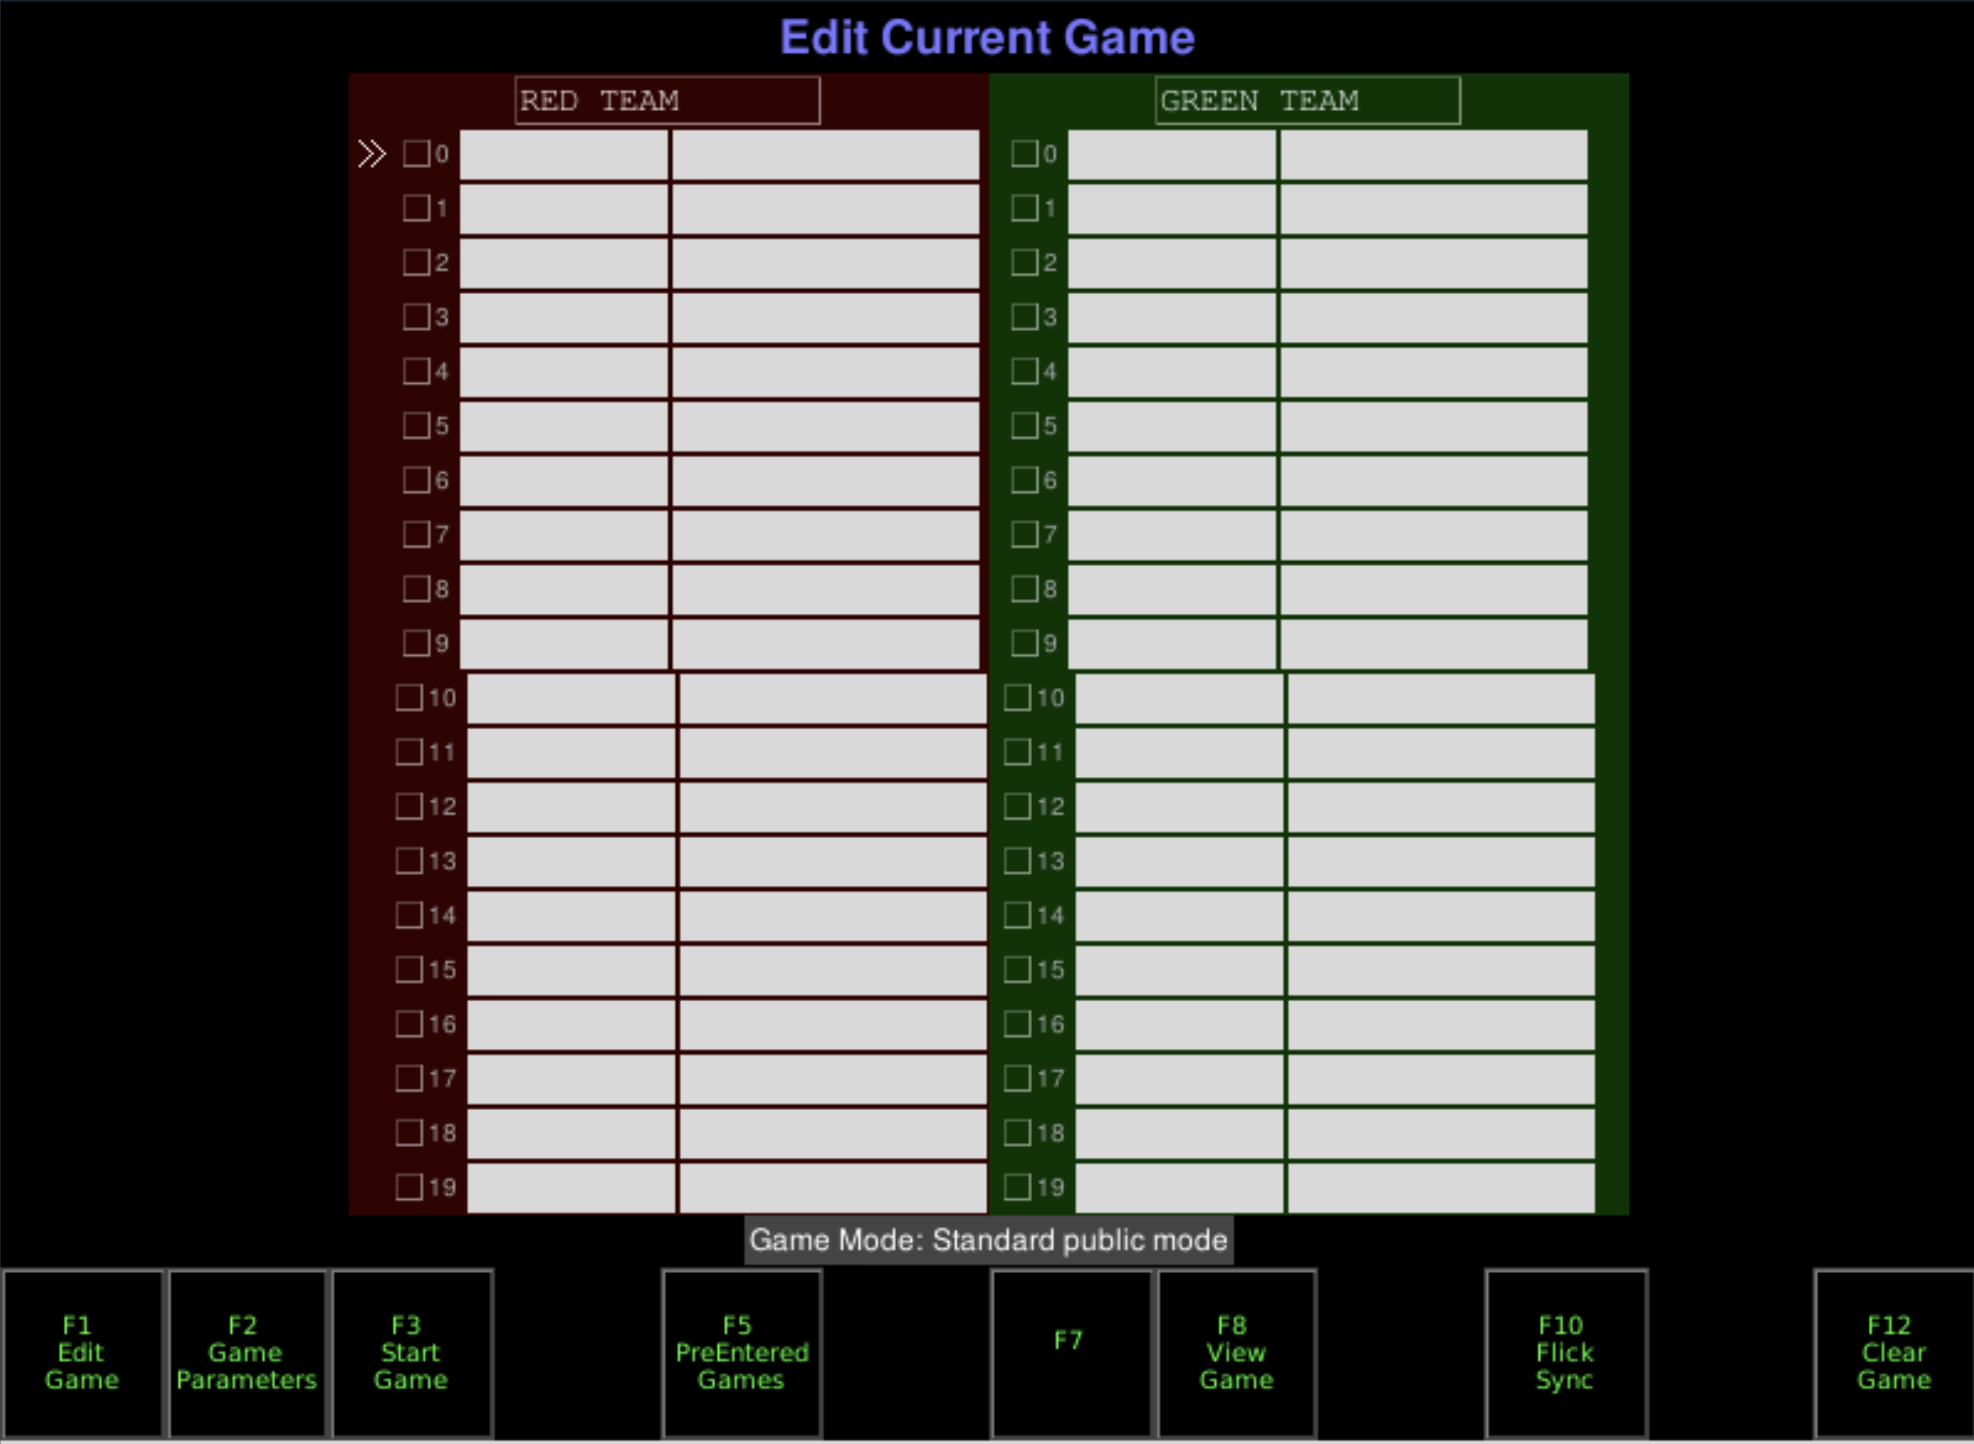 Edit Current Game
RED TEAM GREEN TEAM
0 0
1 1
2 2
3 3
4 4
5 5
6 6
7 7
8 8
9 9
10 10
11 11
12 12
13 13
14 14
15 15
16 16
17 17
18 18
19 19
Game Mode: Standard public mode
F1
Edit
Game
F2
Game
Parameters
F3
Start
Game
F5
PreEntered
Games
F7
F8
View
Game
F10
Flick
Sync
F12
Clear
Game